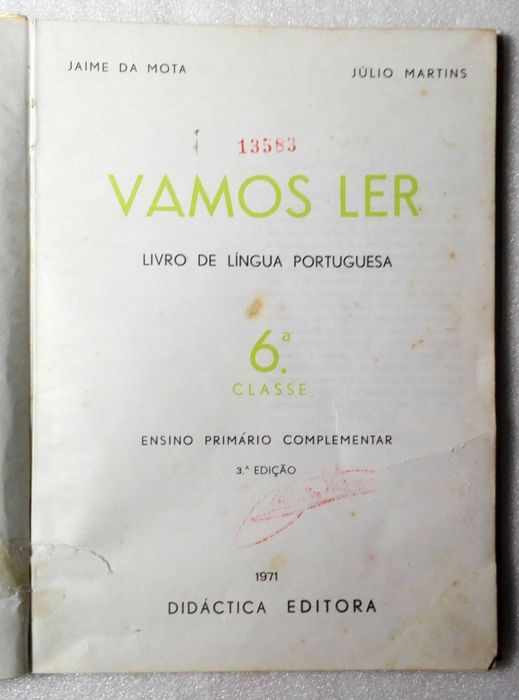 JAIME DA MOTA JÚLIO MARTINS
13583
VAMOS LER
LIVRO DE LÍNGUA PORTUGUESA
6.ª
CLASSE
ENSINO PRIMÁRIO COMPLEMENTAR
3.ª EDIÇÃO
1971
DIDÁCTICA EDITORA